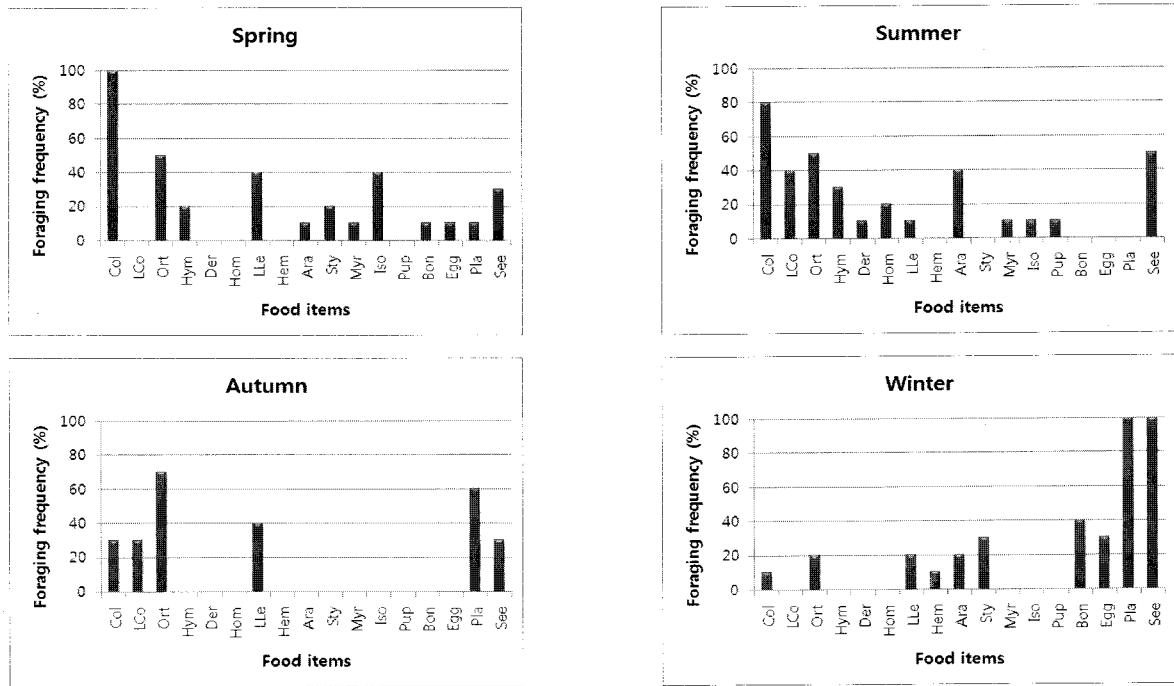 Spring
Foraging frequency (%)
100
80
60
40
20
0
Col LCo Ort Hym Der Hom LLe Hem Ara Sty Myr Iso Pup Bon Egg Pla See
Food items
Summer
Foraging frequency (%)
100
80
60
40
20
0
Col LCo Ort Hym Der Hom LLe Hem Ara Sty Myr Iso Pup Bon Egg Pla See
Food items
Autumn
Foraging frequency (%)
100
80
60
40
20
0
Col LCo Ort Hym Der Hom LLe Hem Ara Sty Myr Iso Pup Bon Egg Pla See
Food items
Winter
Foraging frequency (%)
100
80
60
40
20
0
Col LCo Ort Hym Der Hom LLe Hem Ara Sty Myr Iso Pup Bon Egg Pla See
Food items